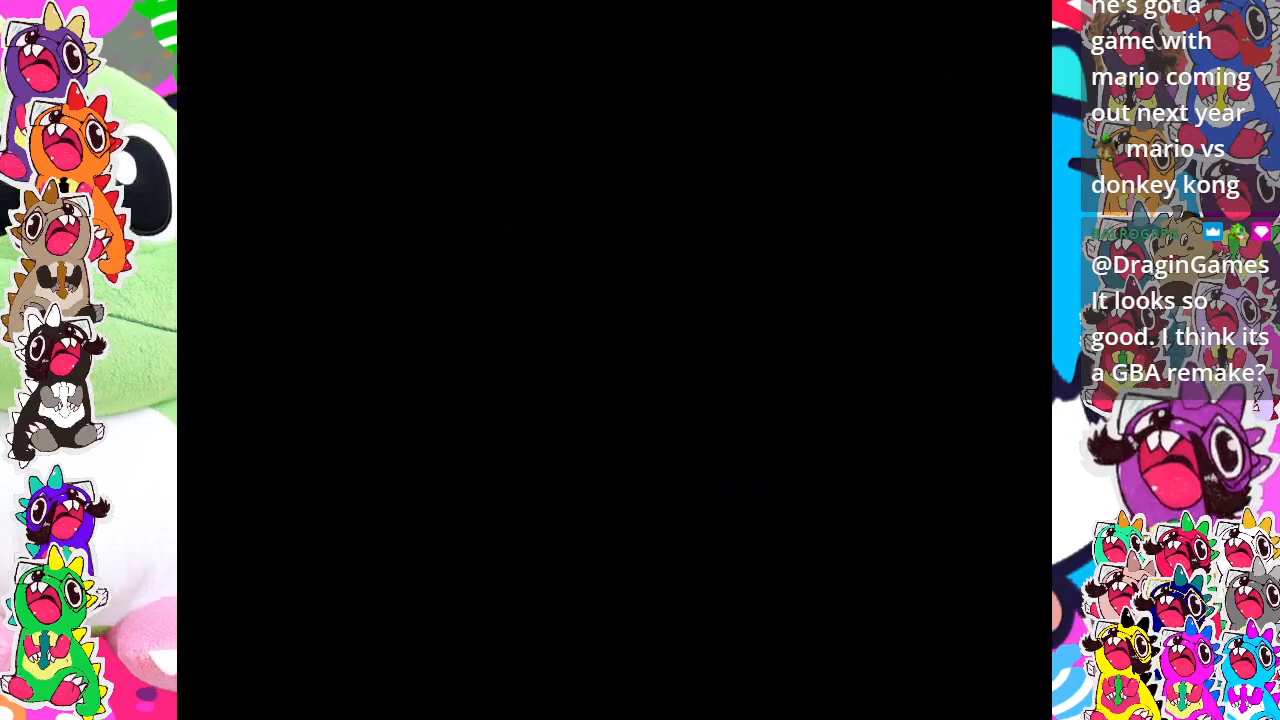 he's got a
game with
mario coming
out next year
mario vs
donkey kong
@DraginGames
It looks so
good. I think its
a GBA remake?